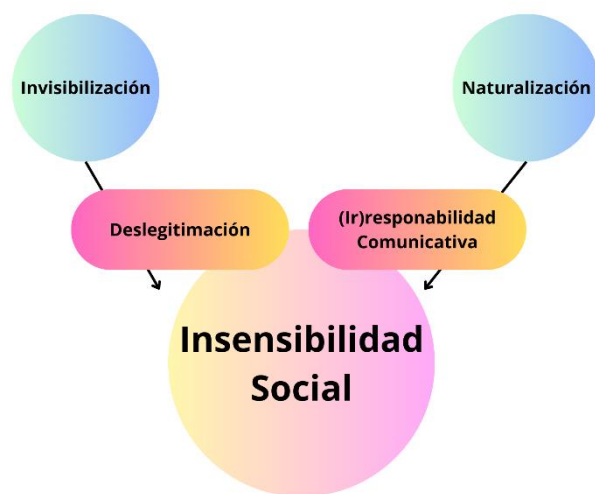 Invisibilización
Naturalización
Deslegitimación
(Ir)responabilidad
Comunicativa
Insensibilidad
Social